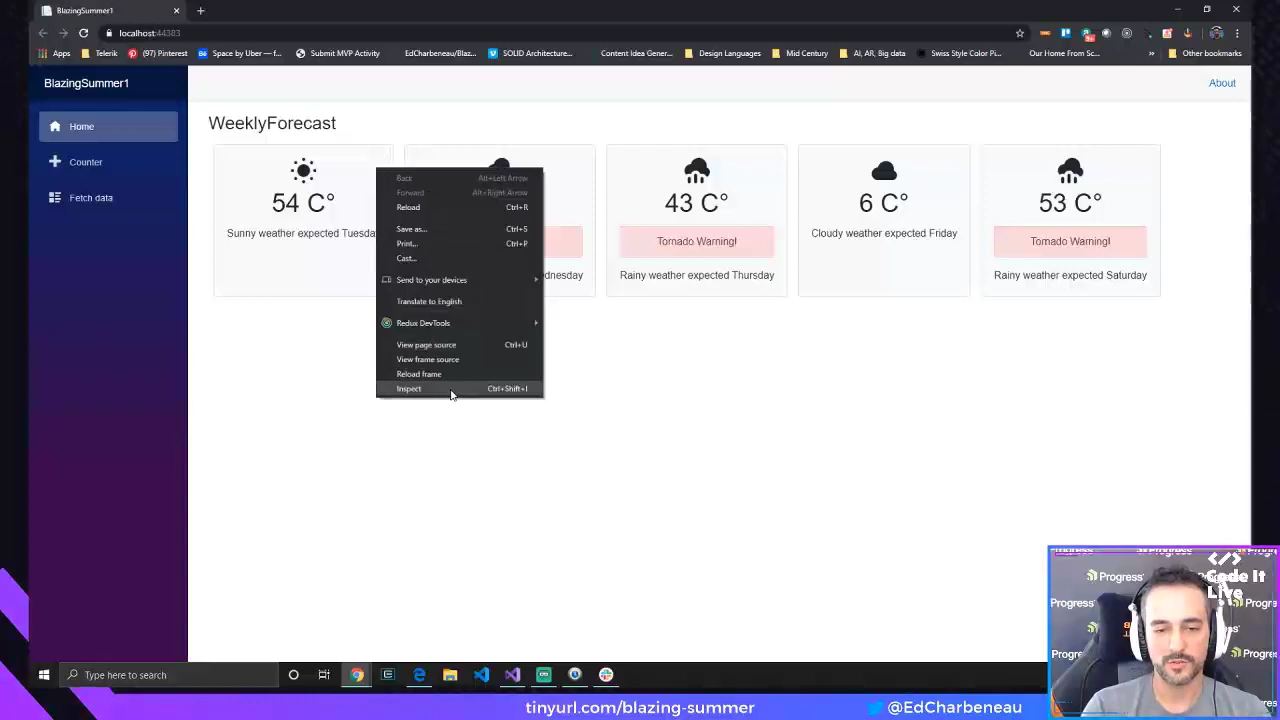 BlazingSummer1
localhost:44383
Apps
Telerik
(97) Pinterest
Space by Uber — f...
Submit MVP Activity
EdCharbeneau/Blaz...
SOLID Architecture...
Content Idea Gener...
Design Languages
Mid Century
AI, AR, Big data
Swiss Style Color Pi...
Our Home From Sc...
»
Other bookmarks
BlazingSummer1
About
Home
Counter
Fetch data
WeeklyForecast
54 C°
Sunny weather expected Tuesda
dnesday
43 C°
Tornado Warning!
Rainy weather expected Thursday
6 C°
Cloudy weather expected Friday
53 C°
Tornado Warning!
Rainy weather expected Saturday
Back Alt+Left Arrow
Forward Alt+Right Arrow
Reload Ctrl+R
Save as... Ctrl+S
Print... Ctrl+P
Cast...
Send to your devices
Translate to English
Redux DevTools
View page source Ctrl+U
View frame source
Reload frame
Inspect Ctrl+Shift+I
Progress
Code It
Live
Type here to search
tinyurl.com/blazing-summer
@EdCharbeneau